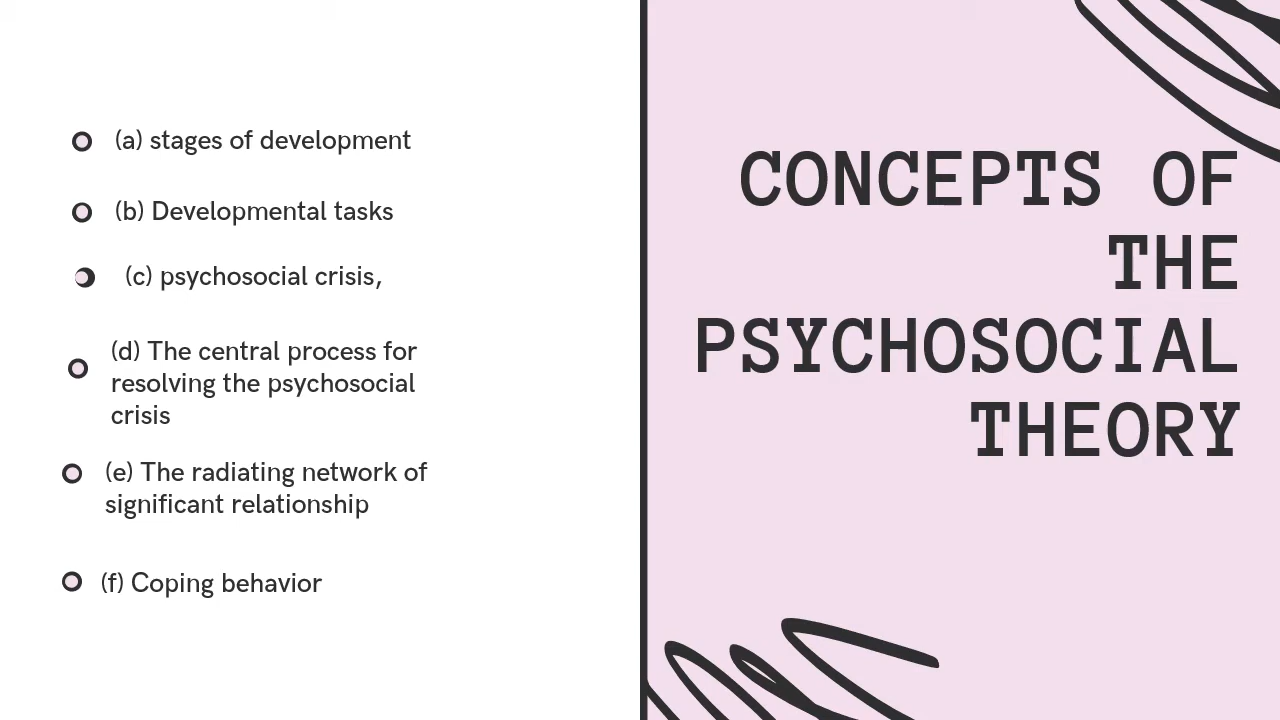 (a) stages of development
(b) Developmental tasks
(c) psychosocial crisis,
(d) The central process for
resolving the psychosocial
crisis
(e) The radiating network of
significant relationship
(f) Coping behavior
CONCEPTS OF
THE
PSYCHOSOCIAL
THEORY